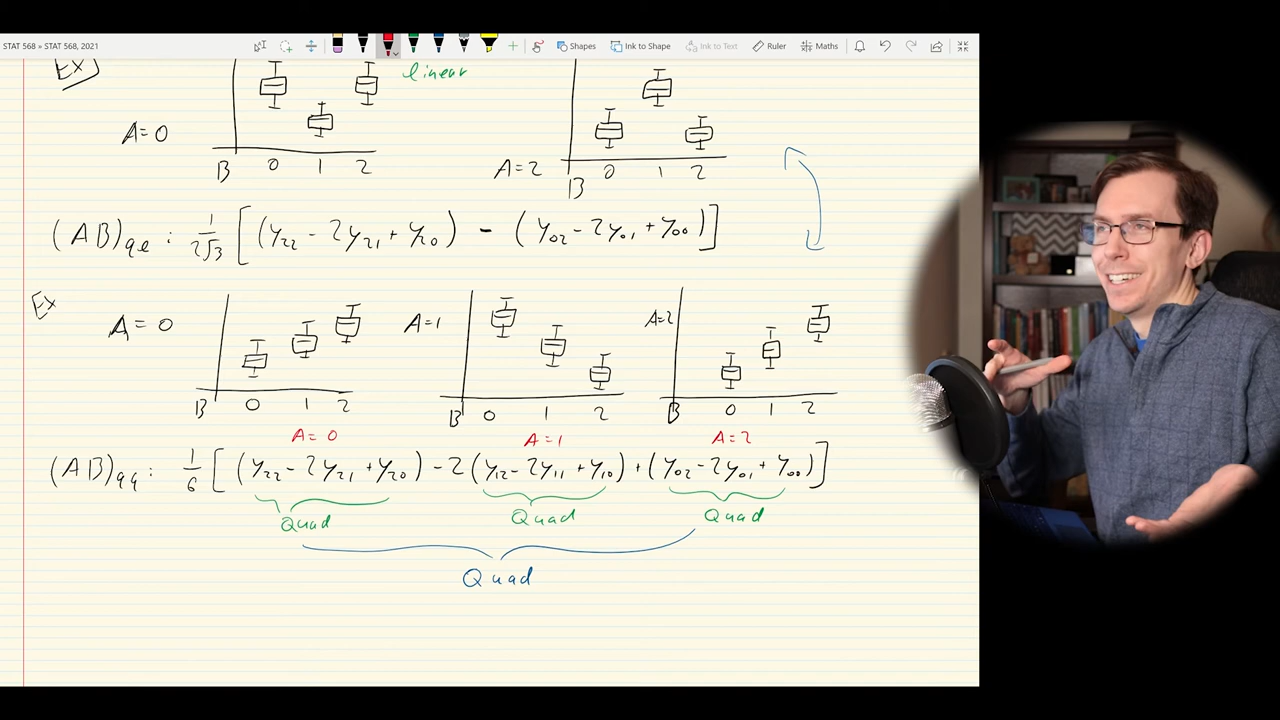 STAT 568 » STAT 568, 2021
Shapes
Ink to Shape
Ink to Text
Ruler
Maths
Ex
linear
A=0
B 0 1 2
A=2
B 0 1 2
(AB)qe : 1/2√3 [(y22 - 2y21 + y20) - (y02 - 2y01 + y00)]
Ex
A=0
B 0 1 2
A=1
B 0 1 2
A=2
B 0 1 2
A=0 A=1 A=2
(AB)qq : 1/6 [(y22 - 2y21 + y20) - 2(y12 - 2y11 + y10) + (y02 - 2y01 + y00)]
Quad Quad Quad
Quad